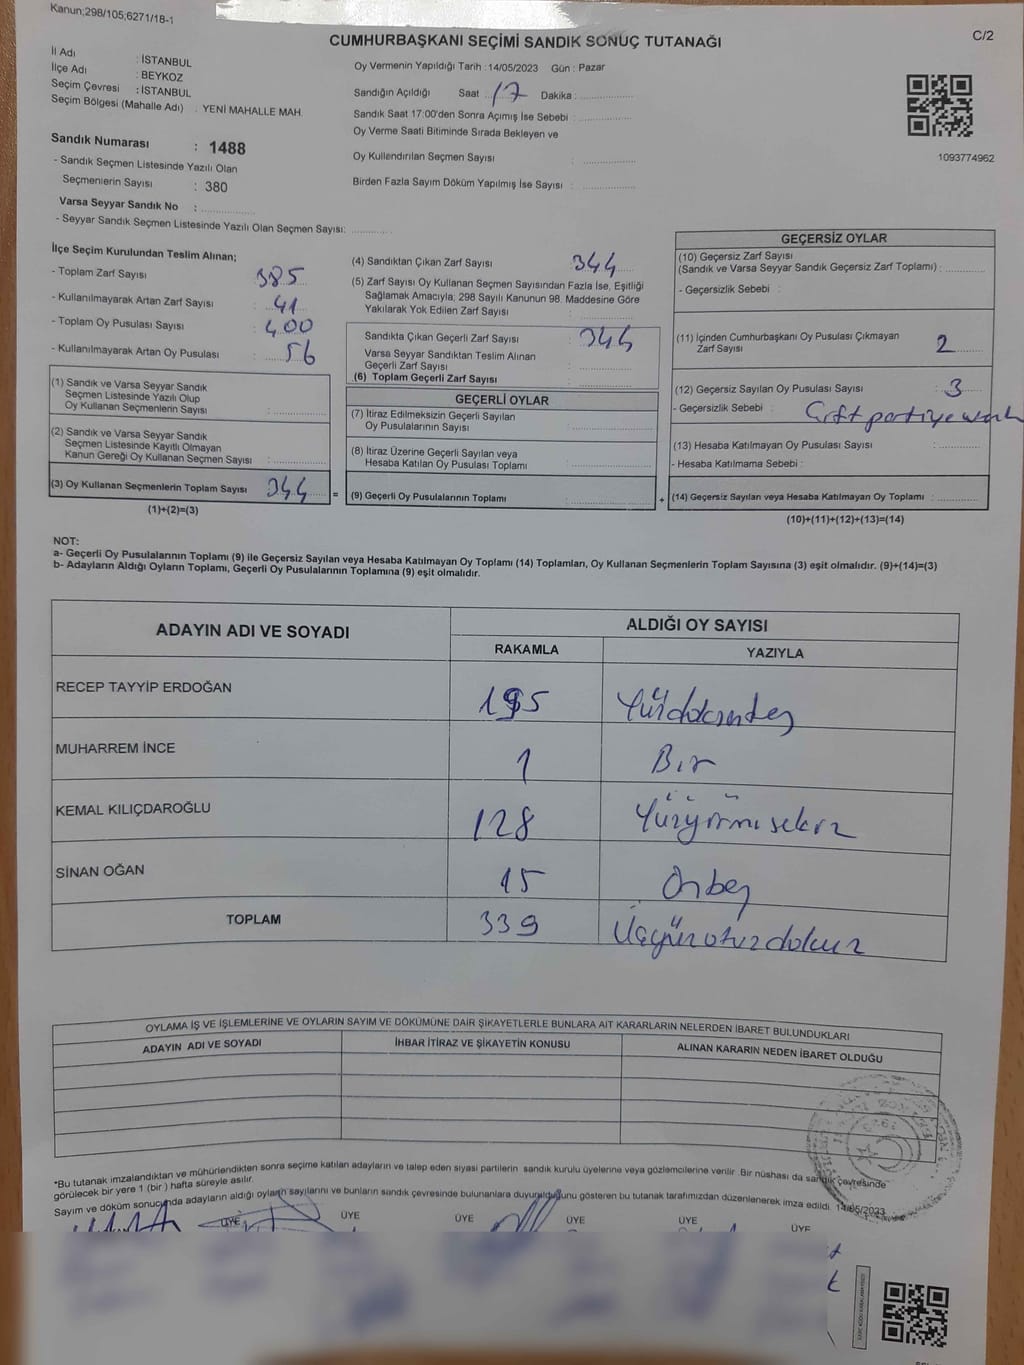 Kanun;298/105;6271/18-1
C/2
CUMHURBAŞKANI SEÇİMİ SANDIK SONUÇ TUTANAĞI
İl Adı : İSTANBUL
İlçe Adı : BEYKOZ
Seçim Çevresi : İSTANBUL
Seçim Bölgesi (Mahalle Adı) : YENİ MAHALLE MAH.
Sandık Numarası : 1488
- Sandık Seçmen Listesinde Yazılı Olan
Seçmenlerin Sayısı : 380
Varsa Seyyar Sandık No : ..............
- Seyyar Sandık Seçmen Listesinde Yazılı Olan Seçmen Sayısı: ............
Oy Vermenin Yapıldığı Tarih : 14/05/2023 Gün : Pazar
Sandığın Açıldığı Saat : 17 Dakika : ..............
Sandık Saat 17:00'den Sonra Açımış İse Sebebi : ..............
Oy Verme Saati Bitiminde Sırada Bekleyen ve
Oy Kullendırılan Seçmen Sayısı : ..............
Birden Fazla Sayım Döküm Yapılmış İse Sayısı : ..............
1093774962
İlçe Seçim Kurulundan Teslim Alınan;
- Toplam Zarf Sayısı : 385
- Kullanılmayarak Artan Zarf Sayısı : 41
- Toplam Oy Pusulası Sayısı : 400
- Kullanılmayarak Artan Oy Pusulası : 56
(1) Sandık ve Varsa Seyyar Sandık
Seçmen Listesinde Yazılı Olup
Oy Kullanan Seçmenlerin Sayısı : ..............
(2) Sandık ve Varsa Seyyar Sandık
Seçmen Listesinde Kayıtlı Olmayan
Kanun Gereği Oy Kullanan Seçmen Sayısı : ..............
(3) Oy Kullanan Seçmenlerin Toplam Sayısı 344
(1)+(2)=(3)
(4) Sandıktan Çıkan Zarf Sayısı : 344
(5) Zarf Sayısı Oy Kullanan Seçmen Sayısından Fazla İse, Eşitliği
Sağlamak Amacıyla; 298 Sayılı Kanunun 98. Maddesine Göre
Yakılarak Yok Edilen Zarf Sayısı : ..............
Sandıkta Çıkan Geçerli Zarf Sayısı : 344
Varsa Seyyar Sandıktan Teslim Alınan
Geçerli Zarf Sayısı : ..............
(6) Toplam Geçerli Zarf Sayısı : ..............
GEÇERLİ OYLAR
(7) İtiraz Edilmeksizin Geçerli Sayılan
Oy Pusulalarının Sayısı : ..............
(8) İtiraz Üzerine Geçerli Sayılan veya
Hesaba Katılan Oy Pusulası Toplamı : ..............
= (9) Geçerli Oy Pusulalarının Toplamı : ..............
GEÇERSİZ OYLAR
(10) Geçersiz Zarf Sayısı
(Sandık ve Varsa Seyyar Sandık Geçersiz Zarf Toplamı) : ..............
- Geçersizlik Sebebi :
(11) İçinden Cumhurbaşkanı Oy Pusulası Çıkmayan
Zarf Sayısı 2
(12) Geçersiz Sayılan Oy Pusulası Sayısı : 3
- Geçersizlik Sebebi : Çift partiye
(13) Hesaba Katılmayan Oy Pusulası Sayısı : ..............
- Hesaba Katılmama Sebebi :
+ (14) Geçersiz Sayılan veya Hesaba Katılmayan Oy Toplamı : ..............
(10)+(11)+(12)+(13)=(14)
NOT:
a- Geçerli Oy Pusulalarının Toplamı (9) ile Geçersiz Sayılan veya Hesaba Katılmayan Oy Toplamı (14) Toplamları, Oy Kullanan Seçmenlerin Toplam Sayısına (3) eşit olmalıdır. (9)+(14)=(3)
b- Adayların Aldığı Oyların Toplamı, Geçerli Oy Pusulalarının Toplamına (9) eşit olmalıdır.
ADAYIN ADI VE SOYADI ALDIĞI OY SAYISI
RAKAMLA YAZIYLA
RECEP TAYYİP ERDOĞAN 195 Yüzdoksanbeş
MUHARREM İNCE 1 Bir
KEMAL KILIÇDAROĞLU 128 Yüzyirmisekiz
SİNAN OĞAN 15 Onbeş
TOPLAM 339 Üçyüzotuzdokuz
OYLAMA İŞ VE İŞLEMLERİNE VE OYLARIN SAYIM VE DÖKÜMÜNE DAİR ŞİKAYETLERLE BUNLARA AİT KARARLARIN NELERDEN İBARET BULUNDUKLARI
ADAYIN ADI VE SOYADI İHBAR İTİRAZ VE ŞİKAYETİN KONUSU ALINAN KARARIN NEDEN İBARET OLDUĞU
*Bu tutanak imzalandıktan ve mühürlendikten sonra seçime katılan adayların ve talep eden siyasi partilerin sandık kurulu üyelerine veya gözlemcilerine verilir. Bir nüshası da sandık çevresinde
görülecek bir yere 1 (bir ) hafta süreyle asılır.
Sayım ve döküm sonucunda adayların aldığı oyların sayılarını ve bunların sandık çevresinde bulunanlara duyurulduğunu gösteren bu tutanak tarafımızdan düzenlenerek imza edildi. 14/05/2023
ÜYE ÜYE ÜYE ÜYE ÜYE ÜYE